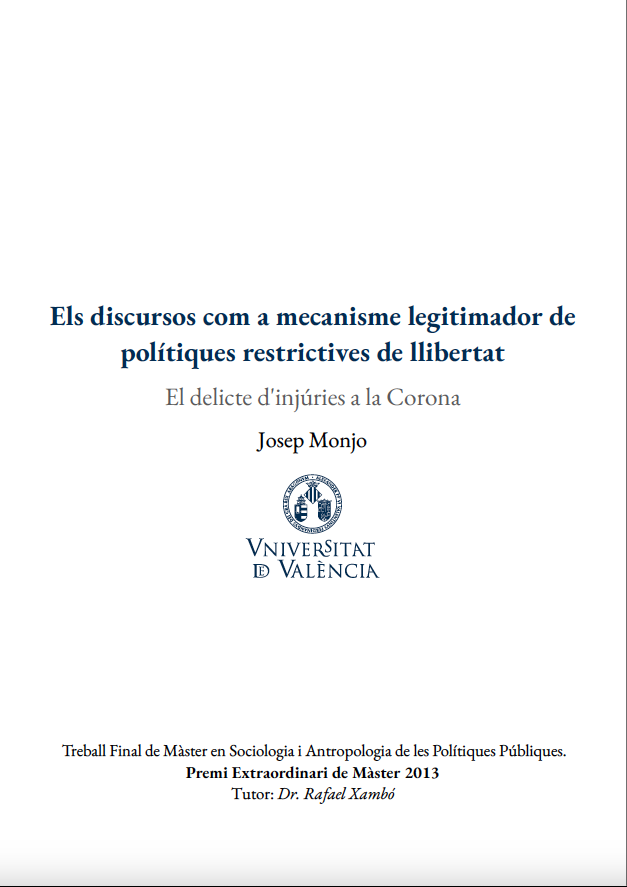 Els discursos com a mecanisme legitimador de
polítiques restrictives de llibertat
El delicte d'injúries a la Corona
Josep Monjo
VNIVERSITAT
DE VALÈNCIA
Treball Final de Màster en Sociologia i Antropologia de les Polítiques Públiques.
Premi Extraordinari de Màster 2013
Tutor: Dr. Rafael Xambó